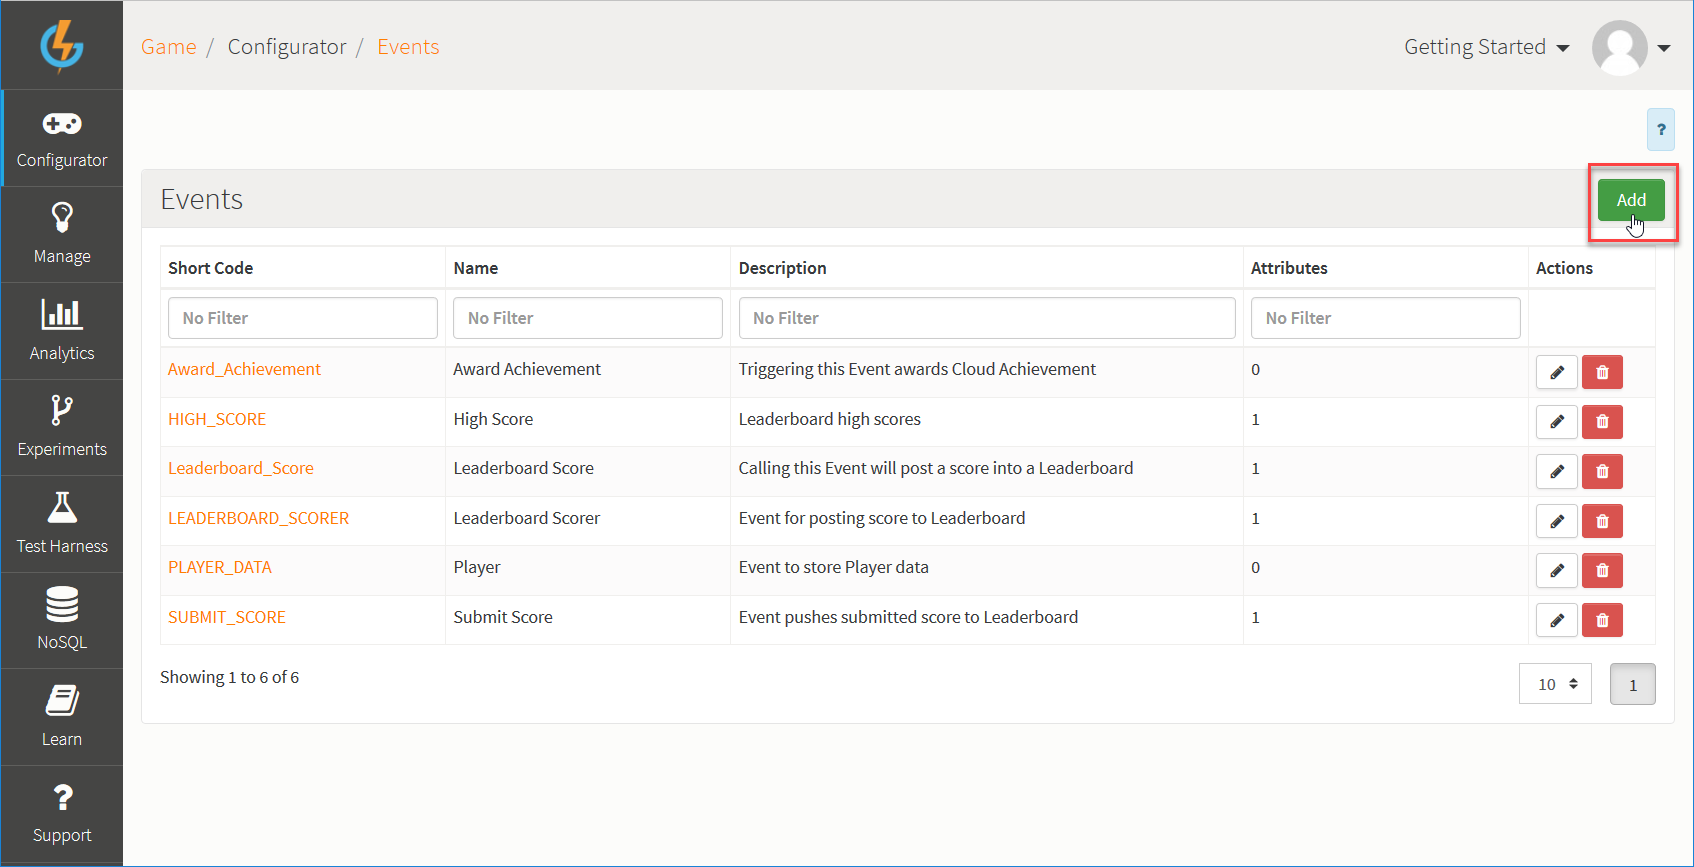 Game / Configurator / Events
Getting Started
Configurator
Manage
Analytics
Experiments
Test Harness
NoSQL
Learn
? Support
?
Events
Add
Short Code Name Description Attributes Actions
No Filter No Filter No Filter No Filter
Award_Achievement Award Achievement Triggering this Event awards Cloud Achievement 0
HIGH_SCORE High Score Leaderboard high scores 1
Leaderboard_Score Leaderboard Score Calling this Event will post a score into a Leaderboard 1
LEADERBOARD_SCORER Leaderboard Scorer Event for posting score to Leaderboard 1
PLAYER_DATA Player Event to store Player data 0
SUBMIT_SCORE Submit Score Event pushes submitted score to Leaderboard 1
Showing 1 to 6 of 6
10 1